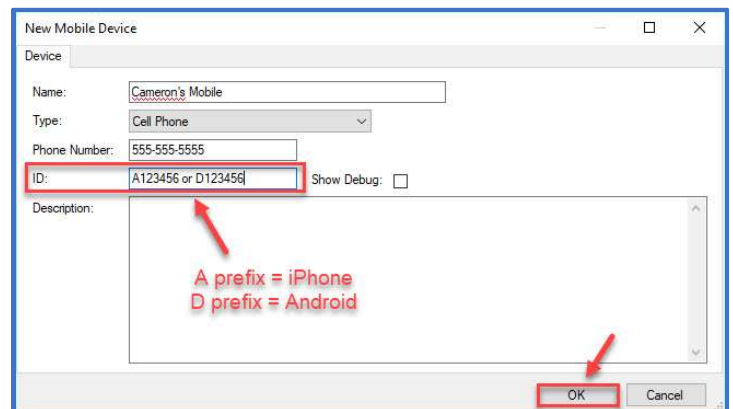 New Mobile Device
Device
Name: Cameron's Mobile
Type: Cell Phone
Phone Number: 555-555-5555
ID: A123456 or D123456 Show Debug:
Description:
A prefix = iPhone
D prefix = Android
OK Cancel